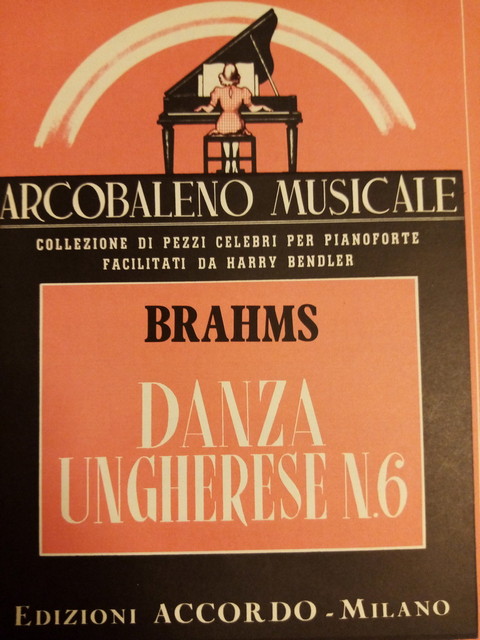 ARCOBALENO MUSICALE
COLLEZIONE DI PEZZI CELEBRI PER PIANOFORTE
FACILITATI DA HARRY BENDLER
BRAHMS
DANZA
UNGHERESE N.6
EDIZIONI ACCORDO - MILANO